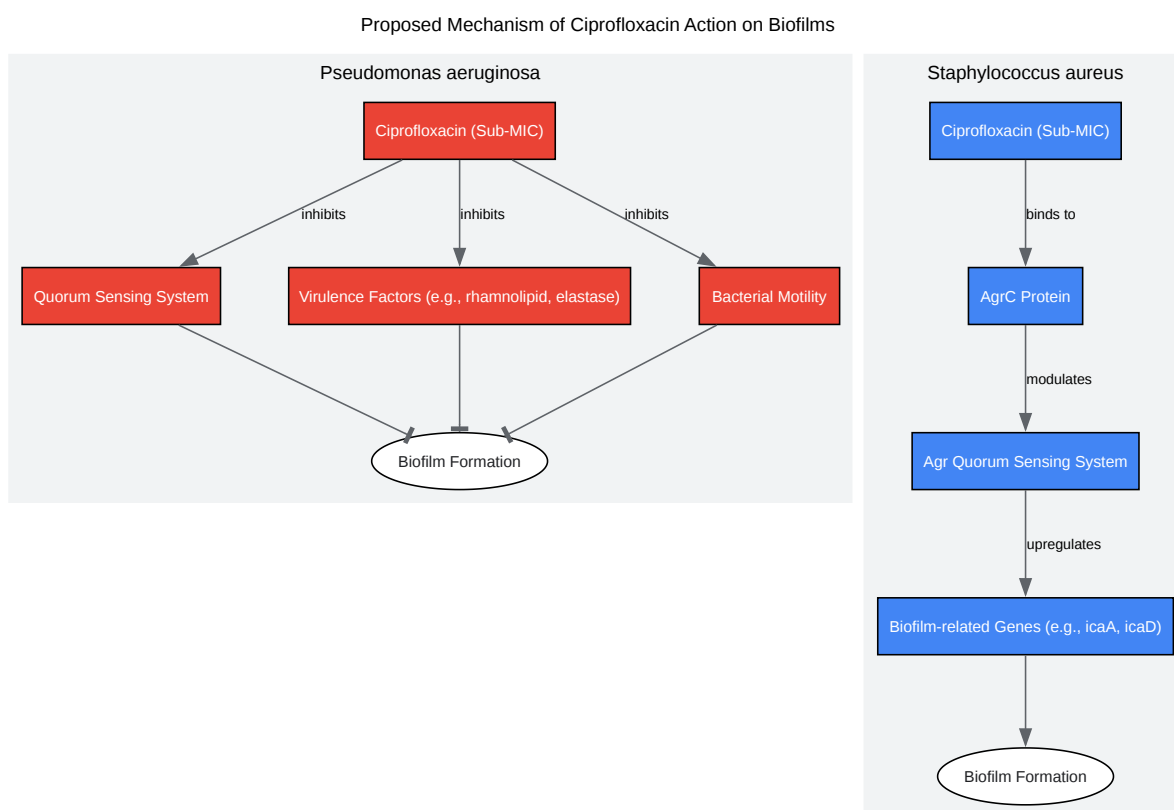 Proposed Mechanism of Ciprofloxacin Action on Biofilms
Pseudomonas aeruginosa
Ciprofloxacin (Sub-MIC)
inhibits
inhibits
inhibits
Quorum Sensing System
Virulence Factors (e.g., rhamnolipid, elastase)
Bacterial Motility
Biofilm Formation
Staphylococcus aureus
Ciprofloxacin (Sub-MIC)
binds to
AgrC Protein
modulates
Agr Quorum Sensing System
upregulates
Biofilm-related Genes (e.g., icaA, icaD)
Biofilm Formation